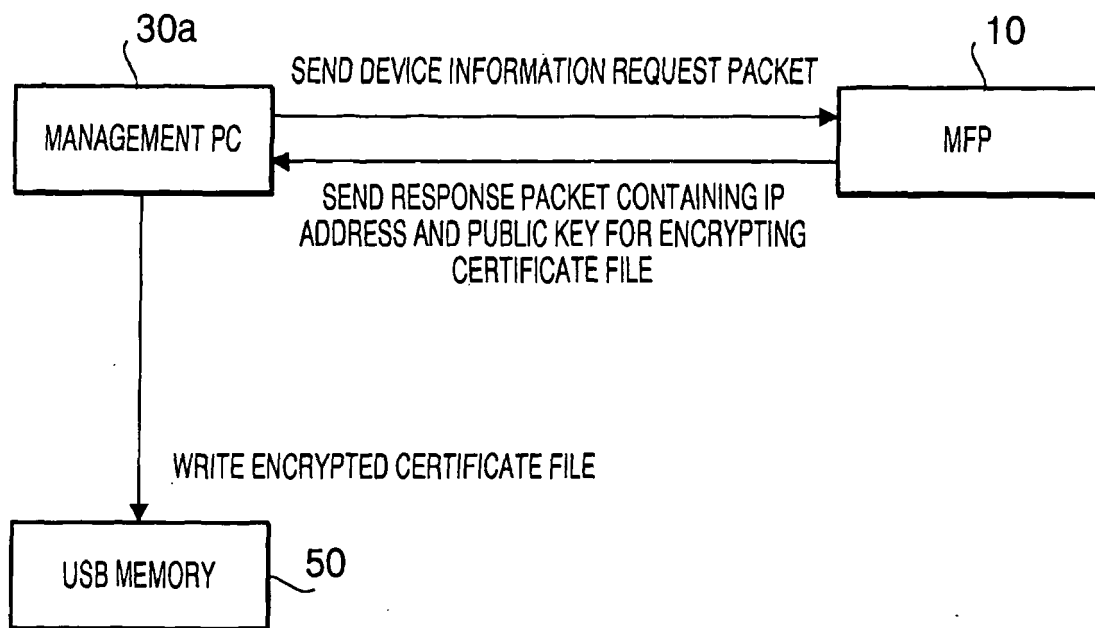 30a
10
SEND DEVICE INFORMATION REQUEST PACKET
MANAGEMENT PC
MFP
SEND RESPONSE PACKET CONTAINING IP
ADDRESS AND PUBLIC KEY FOR ENCRYPTING
CERTIFICATE FILE
WRITE ENCRYPTED CERTIFICATE FILE
USB MEMORY
50